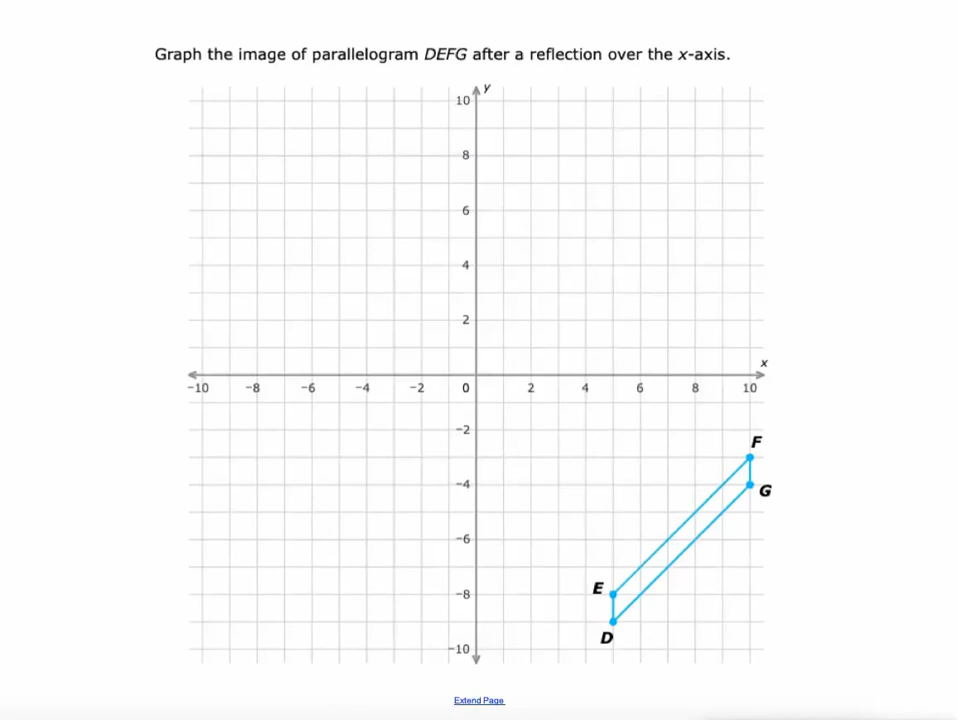 Graph the image of parallelogram DEFG after a reflection over the x-axis.
y
10
8
6
4
2
x
−10 −8 −6 −4 −2 0 2 4 6 8 10
−2
F
−4
G
−6
E
−8
D
−10
Extend Page